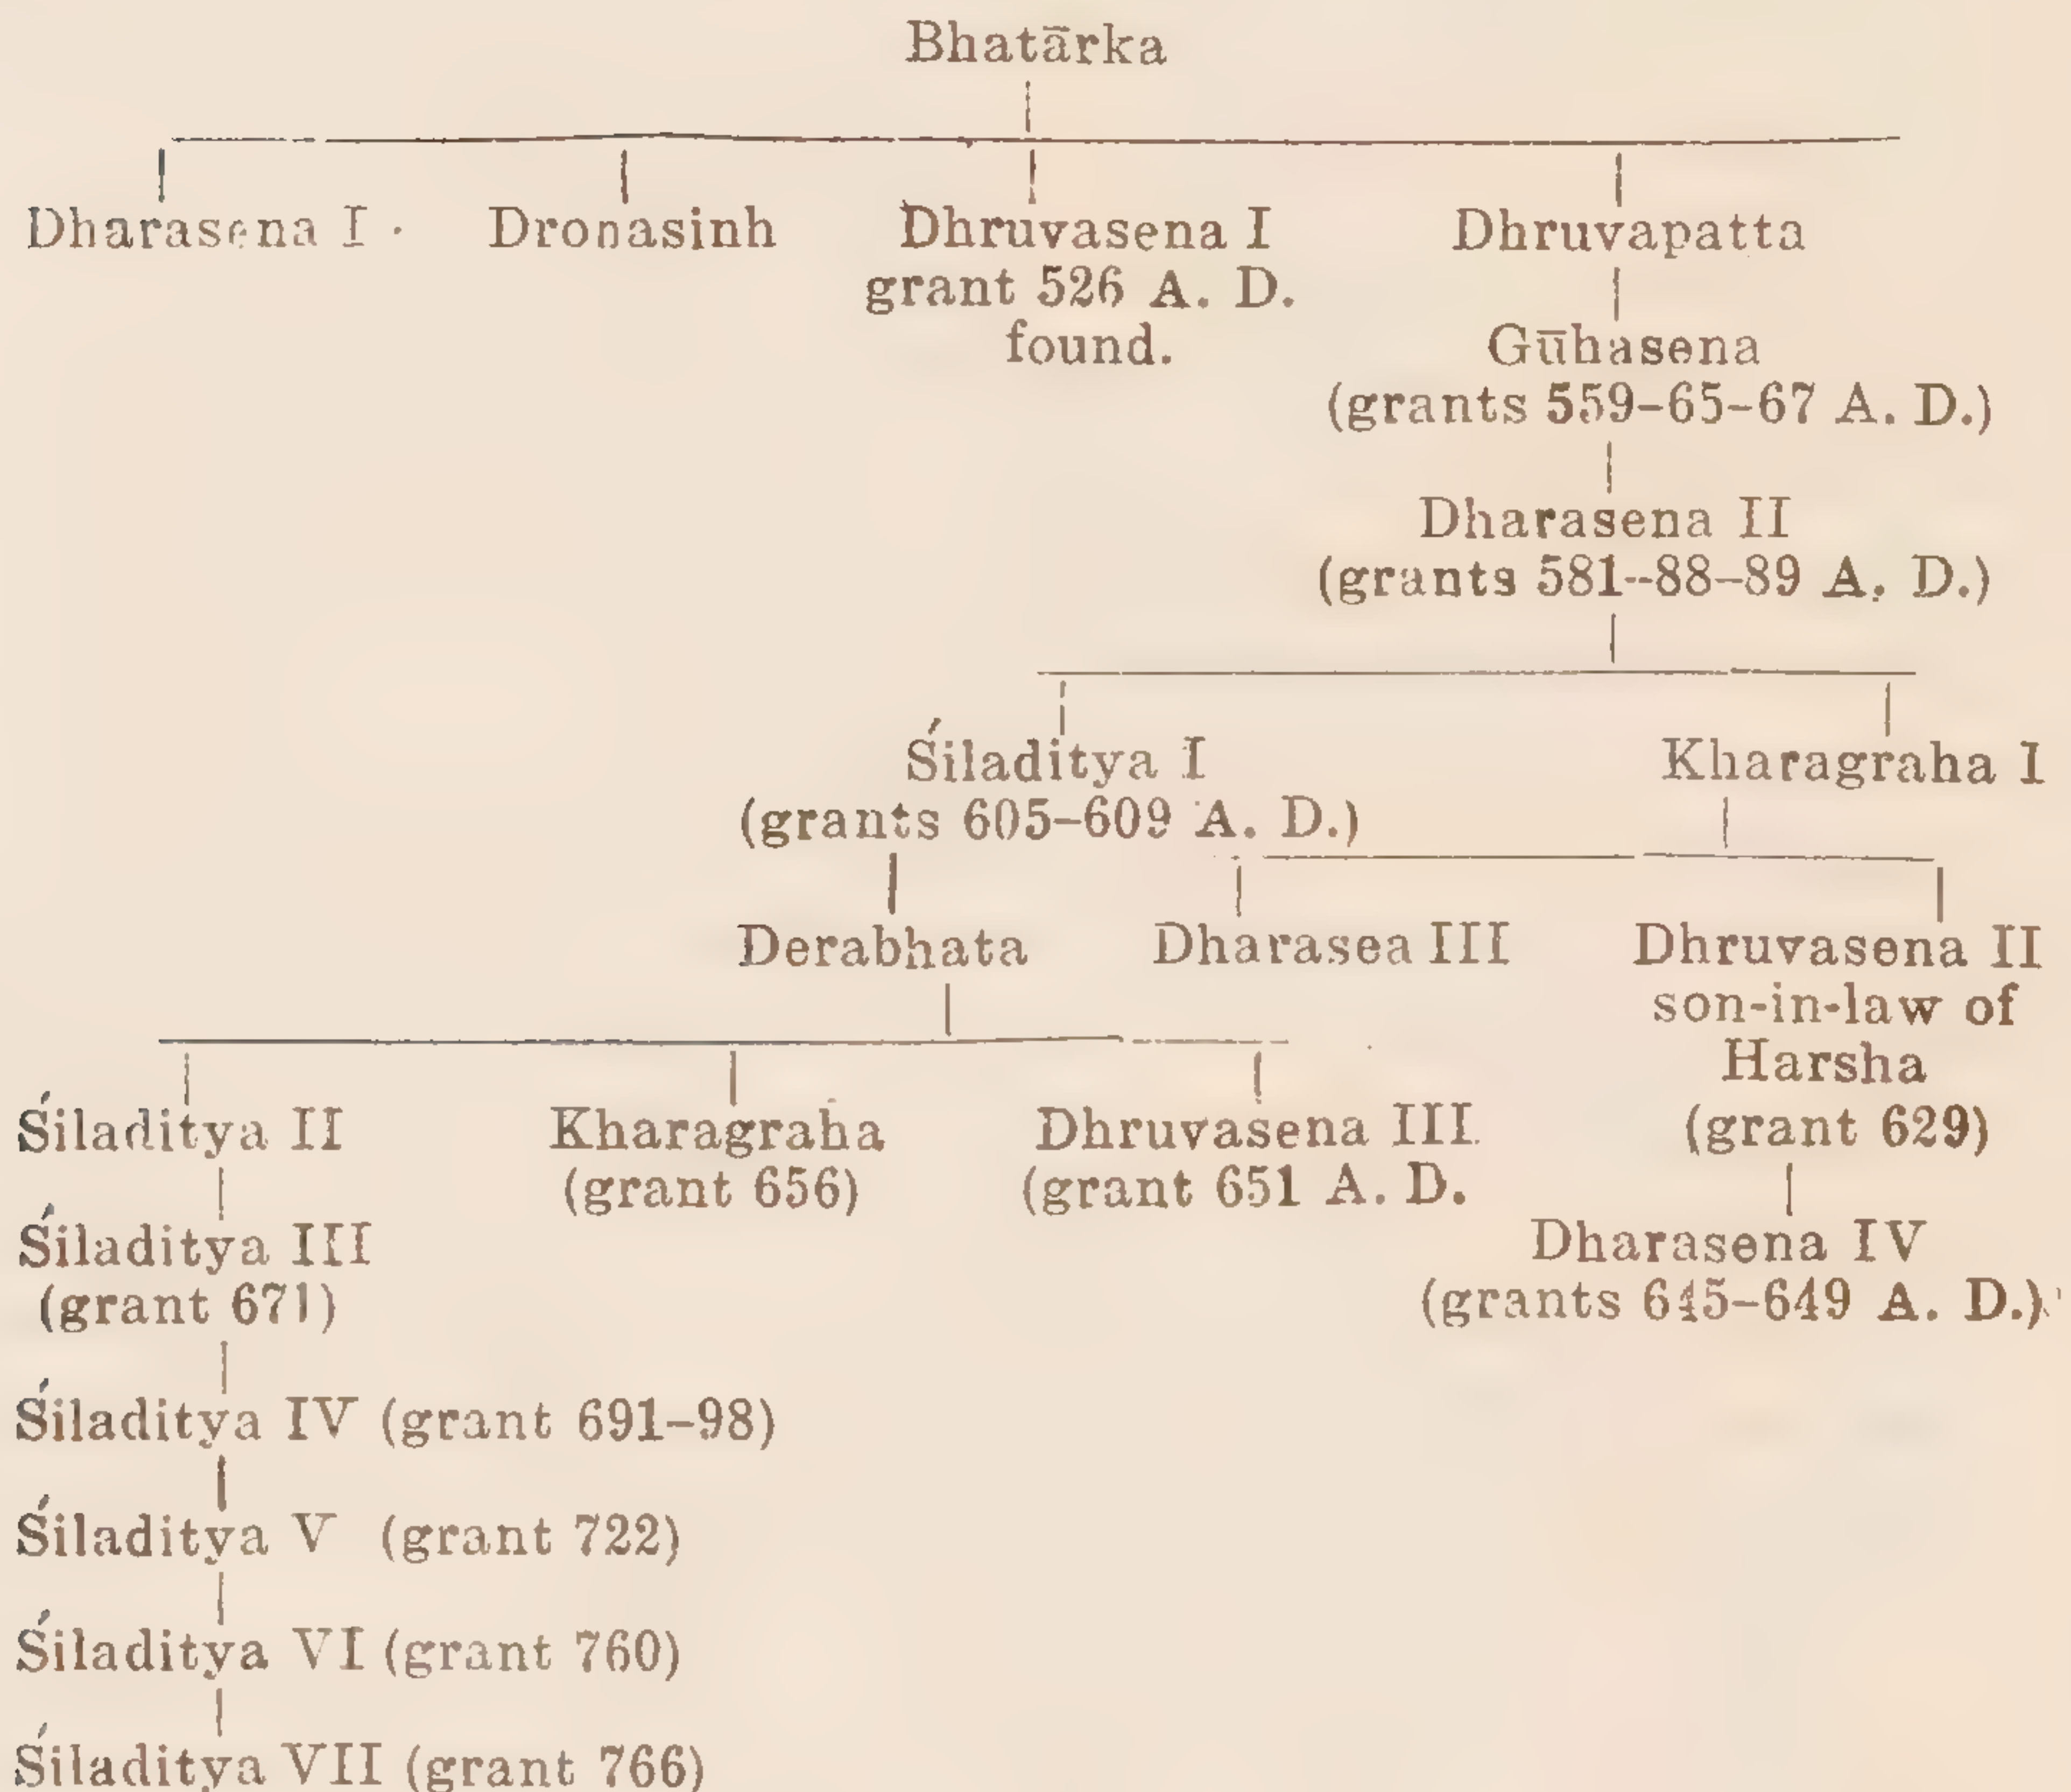 Bhatārka
Dharasena I Dronasinh Dhruvasena I Dhruvapatta
grant 526 A. D.
found. Gūhasena
(grants 559–65–67 A. D.)
Dharasena II
(grants 581--88–89 A. D.)
Śiladitya I Kharagraha I
(grants 605–609 A. D.)
Derabhata Dharasea III Dhruvasena II
son-in-law of
Harsha
Śiladitya II Kharagraha Dhruvasena III (grant 629)
(grant 656) (grant 651 A. D.
Śiladitya III Dharasena IV
(grant 671) (grants 645–649 A. D.)
Śiladitya IV (grant 691–98)
Śiladitya V (grant 722)
Śiladitya VI (grant 760)
Śiladitya VII (grant 766)